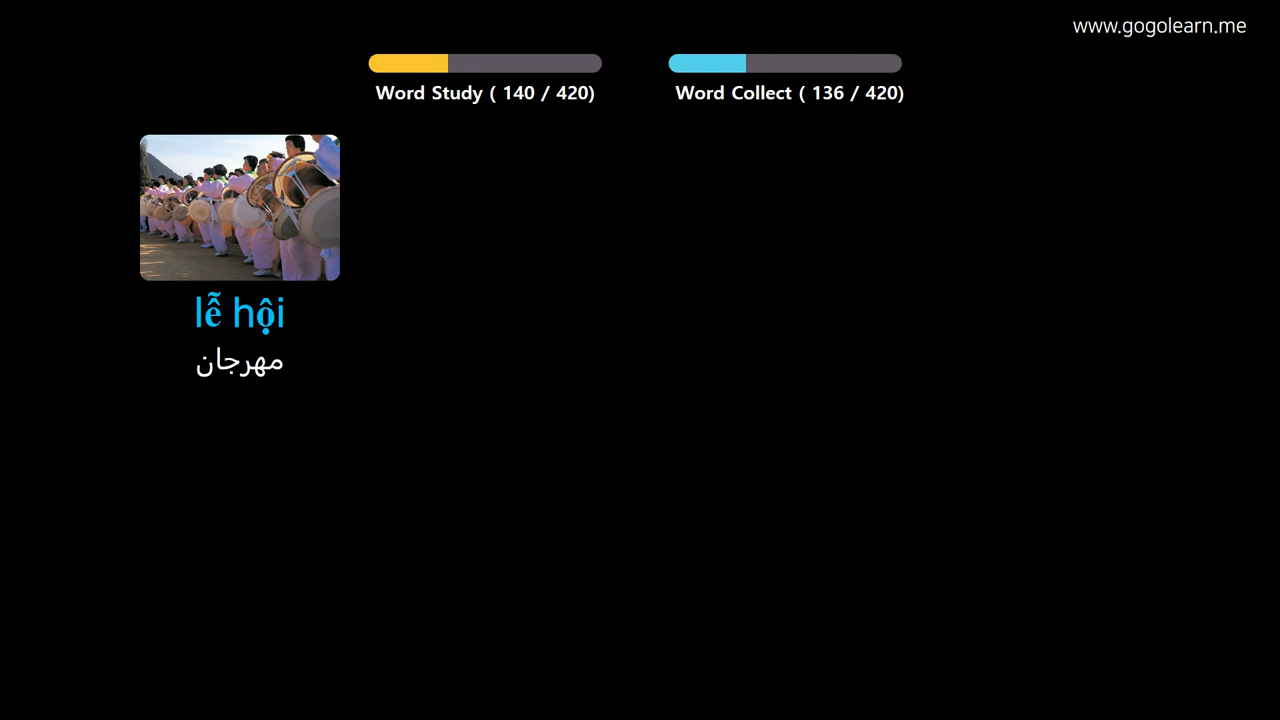 www.gogolearn.me
Word Study ( 140 / 420)
Word Collect ( 136 / 420)
lễ hội
مهرجان